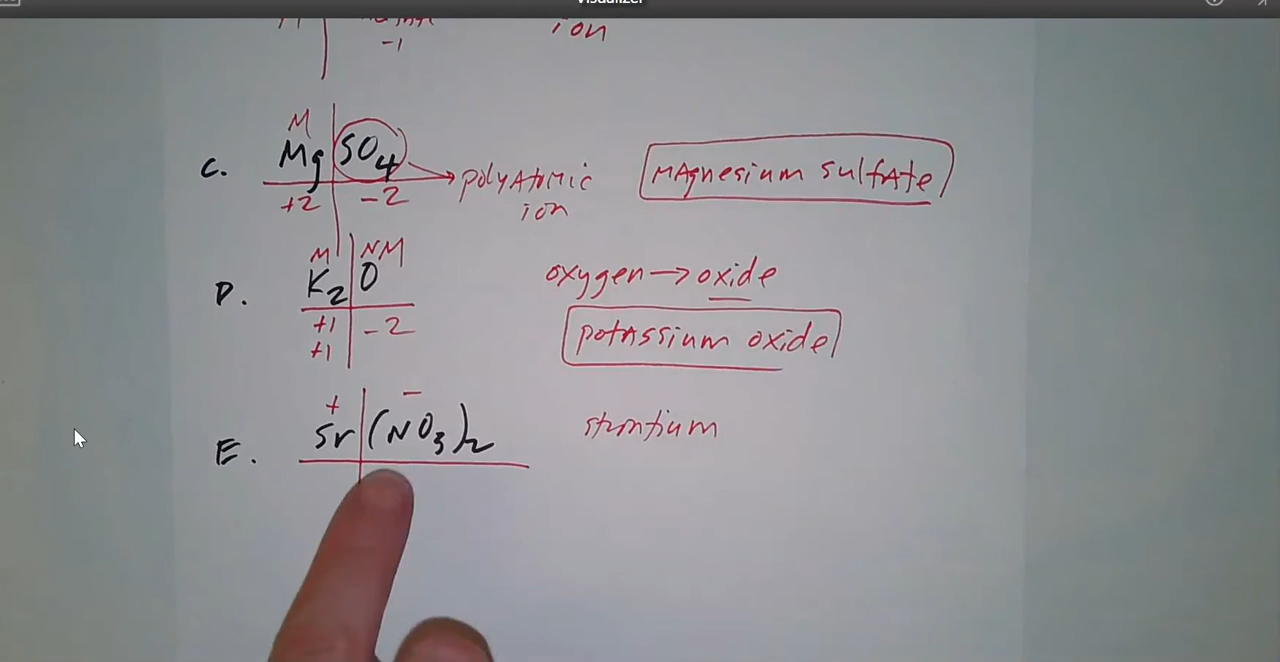 Visualizer
ion
-1
M
C. Mg SO4 polyAtomic MAgnesium sulfAte
+2 -2 ion
M NM
D. K2 O oxygen → oxide
+1 -2 potAssium oxide
+1
+ -
E. Sr (NO3)2 strontium